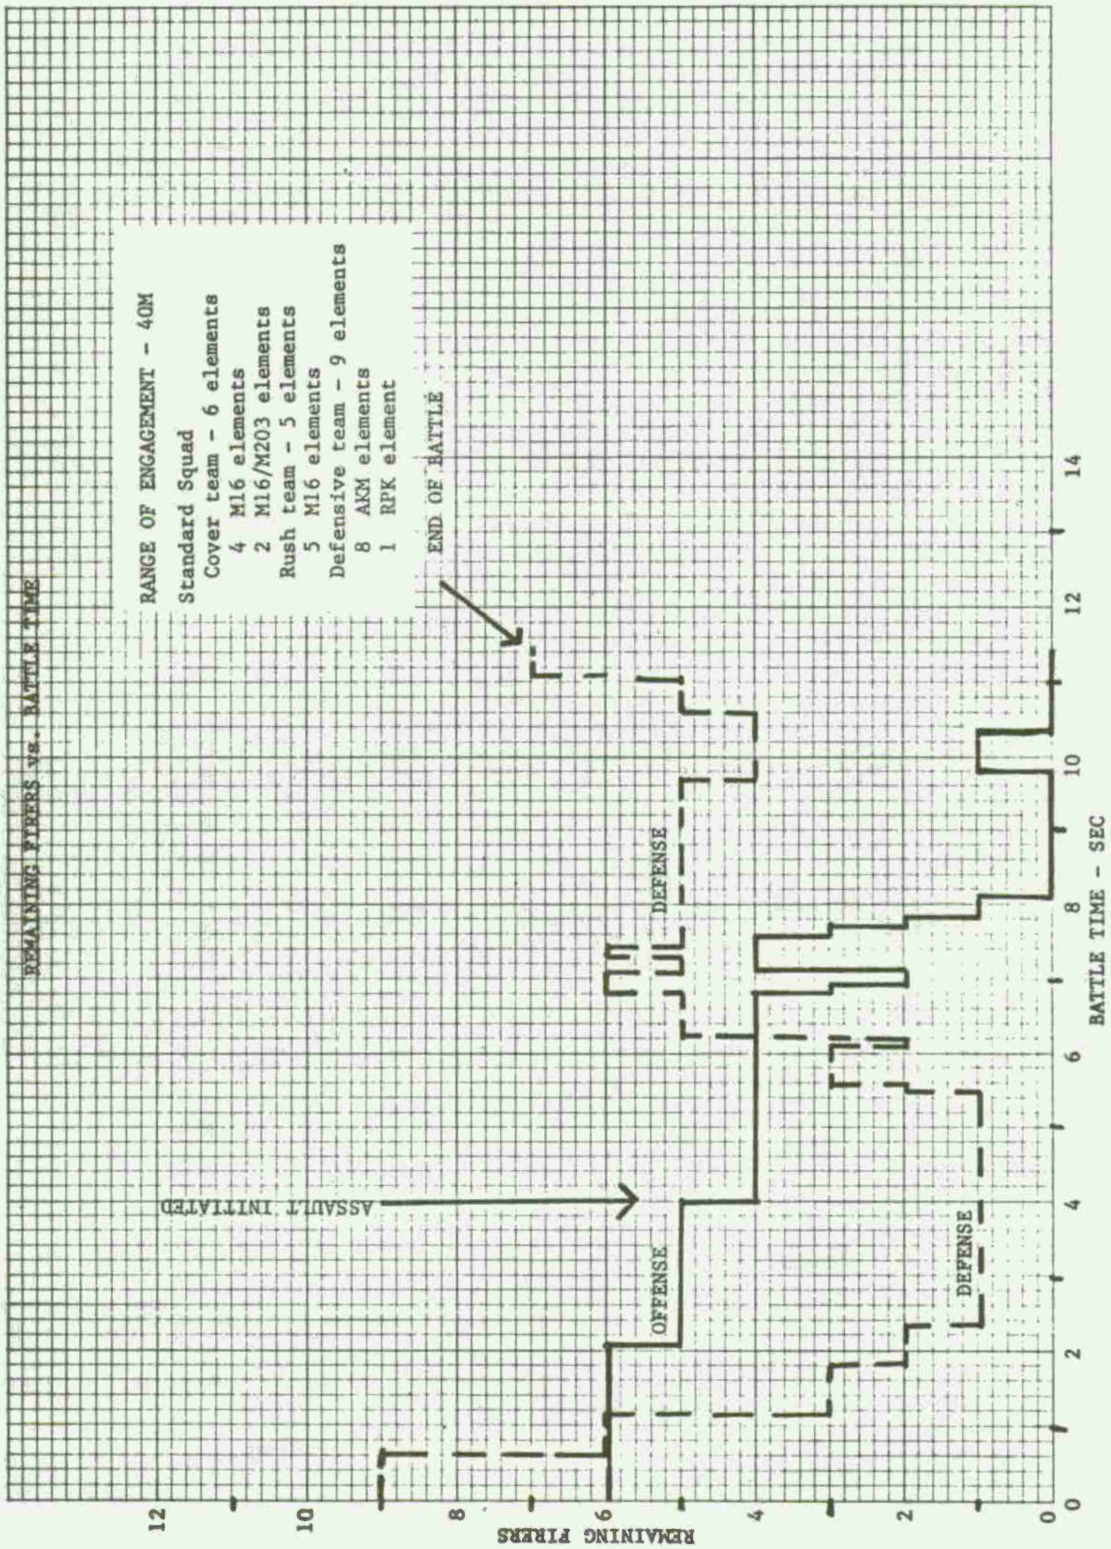 REMAINING FIRERS vs. BATTLE TIME
RANGE OF ENGAGEMENT - 40M
Standard Squad
Cover team - 6 elements
4 M16 elements
2 M16/M203 elements
Rush team - 5 elements
5 M16 elements
Defensive team - 9 elements
8 AKM elements
1 RPK element
END OF BATTLE
ASSAULT INITIATED
DEFENSE
OFFENSE
DEFENSE
REMAINING FIRERS
12
10
8
6
4
2
0
0
2
4
6
8
10
12
14
BATTLE TIME - SEC